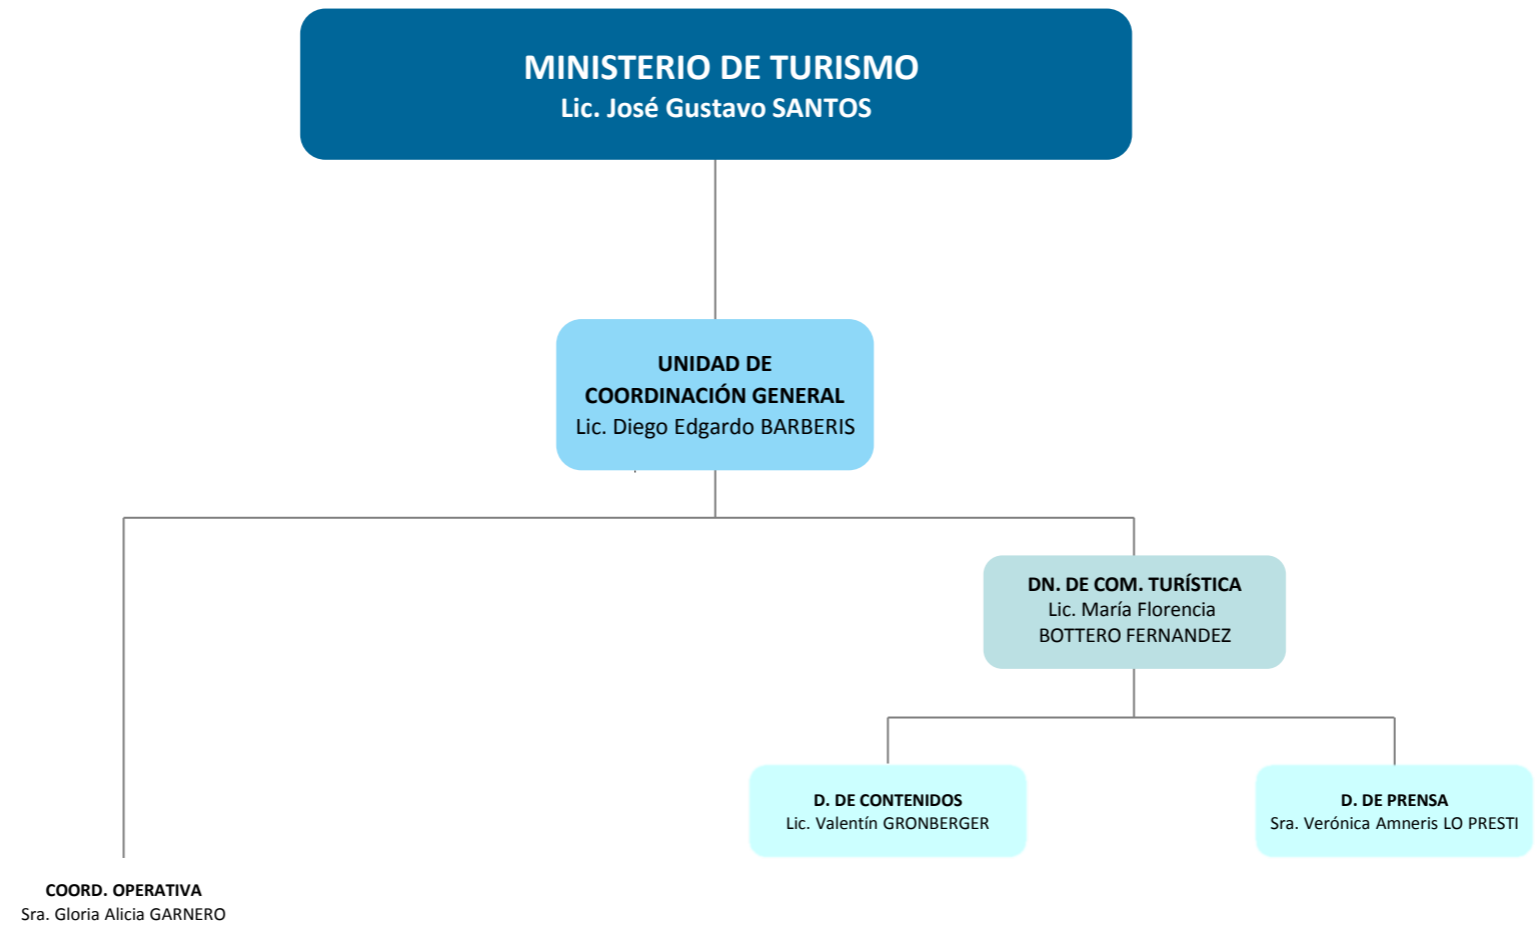 MINISTERIO DE TURISMO
Lic. José Gustavo SANTOS
UNIDAD DE
COORDINACIÓN GENERAL
Lic. Diego Edgardo BARBERIS
DN. DE COM. TURÍSTICA
Lic. María Florencia
BOTTERO FERNANDEZ
D. DE CONTENIDOS
Lic. Valentín GRONBERGER
D. DE PRENSA
Sra. Verónica Amneris LO PRESTI
COORD. OPERATIVA
Sra. Gloria Alicia GARNERO